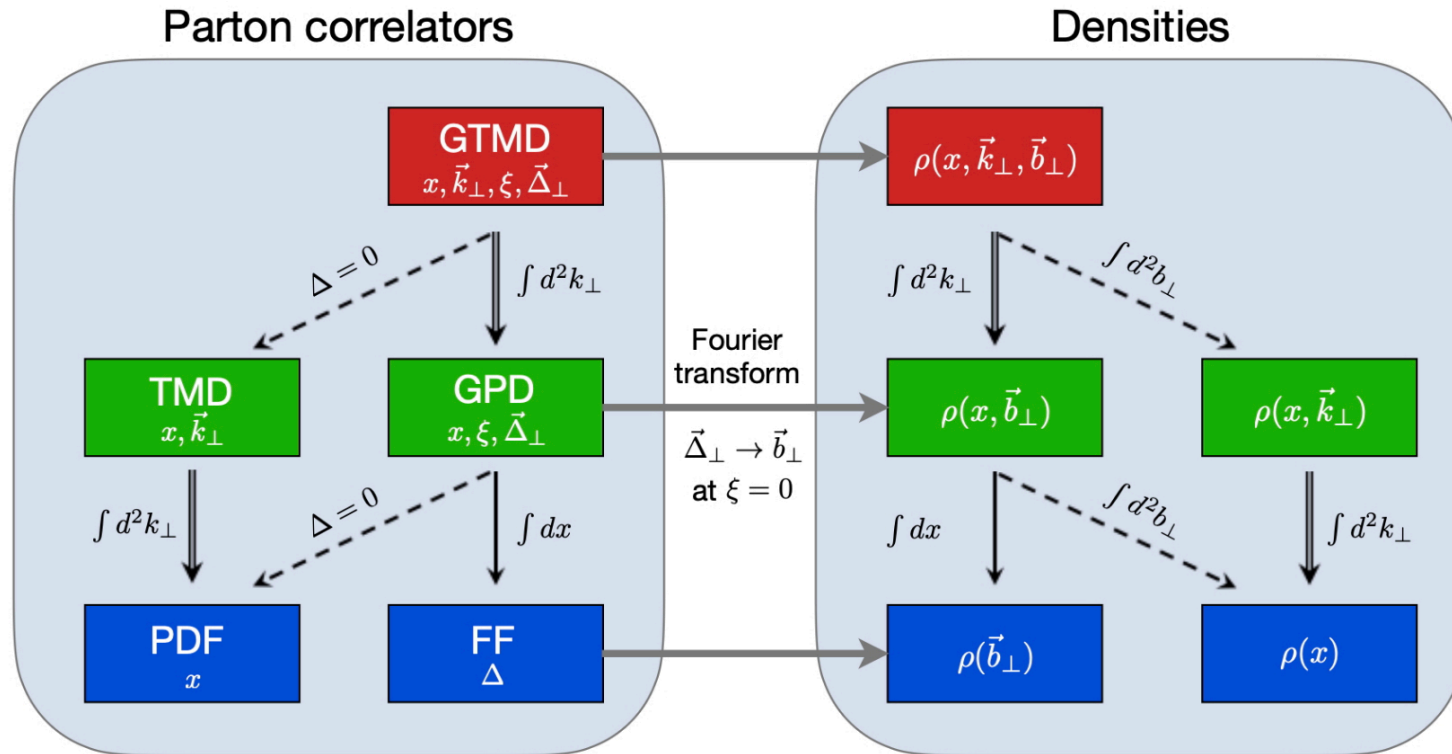 Parton correlators
Densities
GTMD
x, k⃗⊥, ξ, Δ⃗⊥
ρ(x, k⃗⊥, b⃗⊥)
Δ = 0
∫ d²k⊥
∫ d²k⊥
∫ d²b⊥
Fourier
transform
TMD
x, k⃗⊥
GPD
x, ξ, Δ⃗⊥
ρ(x, b⃗⊥)
ρ(x, k⃗⊥)
Δ⃗⊥ → b⃗⊥
at ξ = 0
∫ d²k⊥
Δ = 0
∫ dx
∫ dx
∫ d²b⊥
∫ d²k⊥
PDF
x
FF
Δ
ρ(b⃗⊥)
ρ(x)